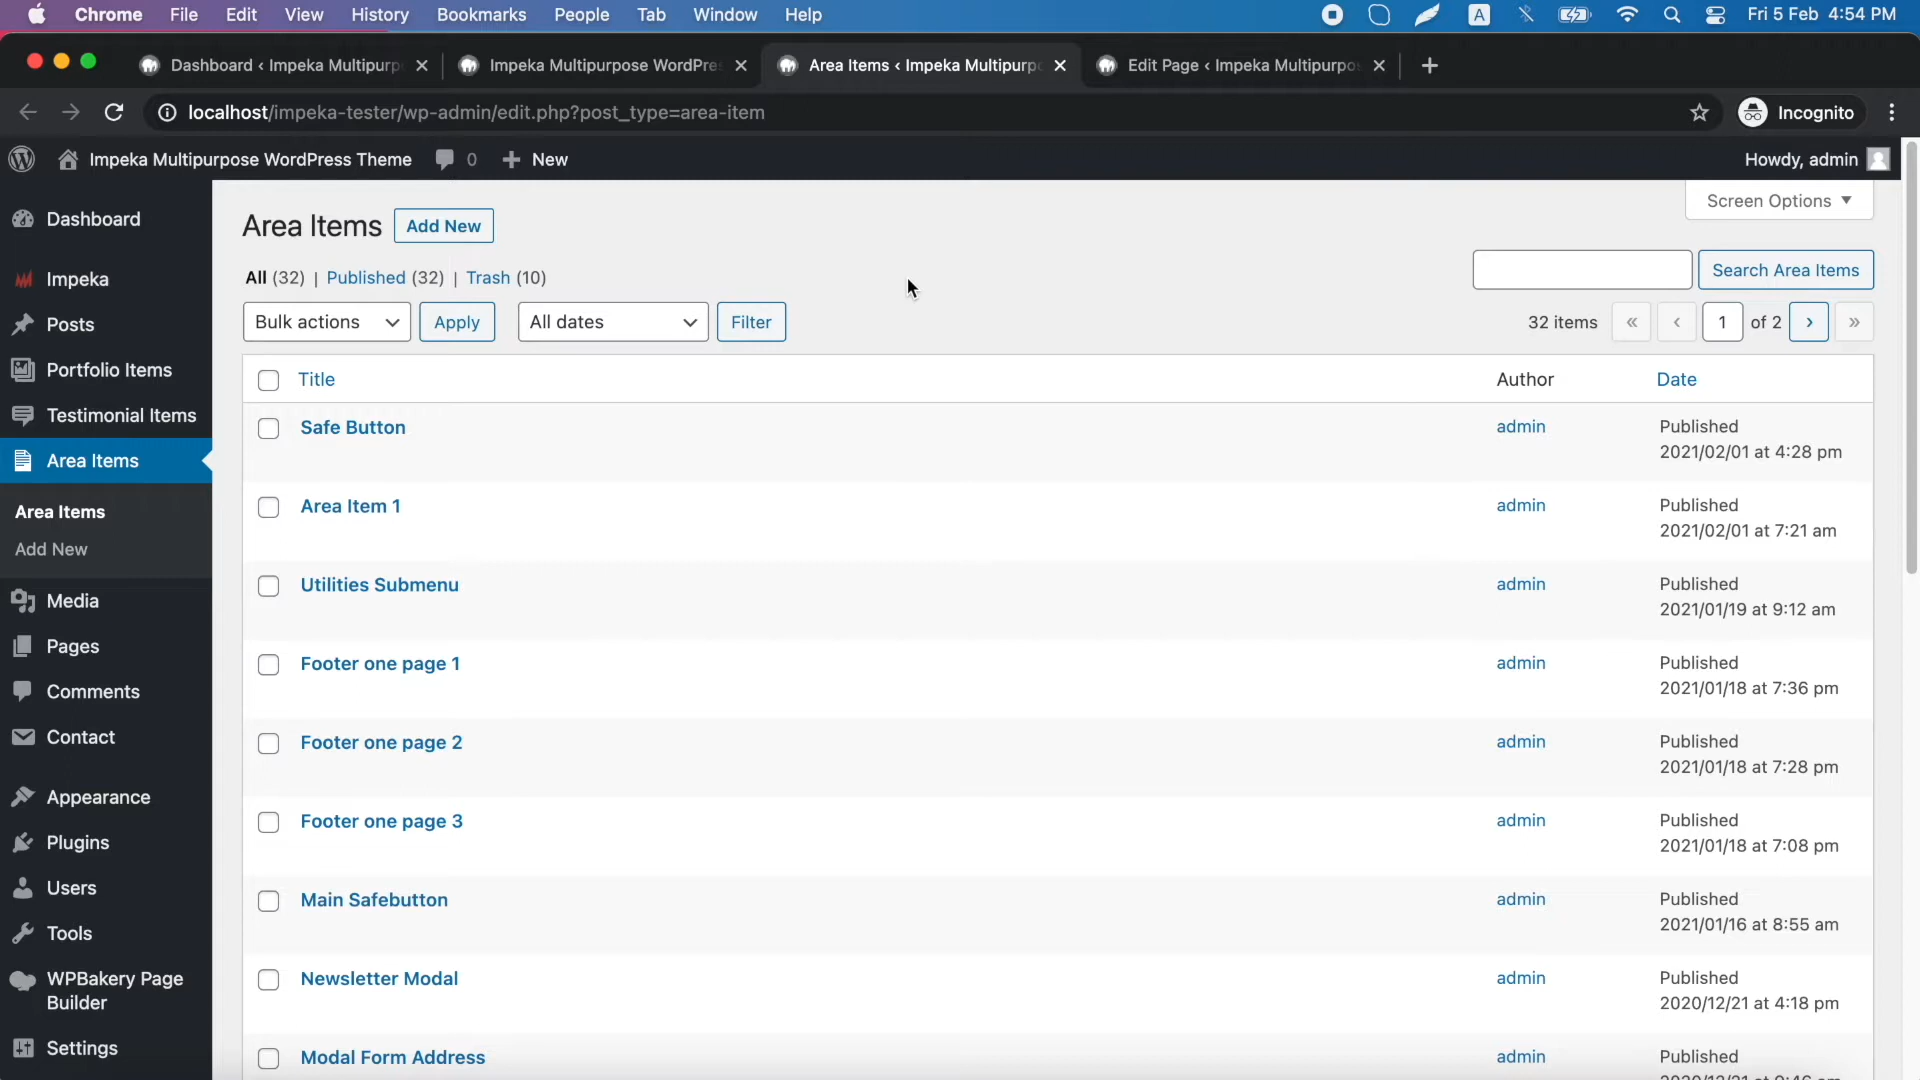 Chrome File Edit View History Bookmarks People Tab Window Help A Fri 5 Feb 4:54 PM
Dashboard ‹ Impeka Multipurp Impeka Multipurpose WordPre Area Items ‹ Impeka Multipurp Edit Page ‹ Impeka Multipurpo
localhost/impeka-tester/wp-admin/edit.php?post_type=area-item Incognito
Impeka Multipurpose WordPress Theme 0 + New Howdy, admin
Screen Options
Dashboard
Impeka
Posts
Portfolio Items
Testimonial Items
Area Items
Area Items
Add New
Media
Pages
Comments
Contact
Appearance
Plugins
Users
Tools
WPBakery Page
Builder
Settings
Area Items Add New
All (32) | Published (32) | Trash (10)
Search Area Items
Bulk actions Apply All dates Filter 32 items « ‹ 1 of 2 › »
Title Author Date
Safe Button admin Published
2021/02/01 at 4:28 pm
Area Item 1 admin Published
2021/02/01 at 7:21 am
Utilities Submenu admin Published
2021/01/19 at 9:12 am
Footer one page 1 admin Published
2021/01/18 at 7:36 pm
Footer one page 2 admin Published
2021/01/18 at 7:28 pm
Footer one page 3 admin Published
2021/01/18 at 7:08 pm
Main Safebutton admin Published
2021/01/16 at 8:55 am
Newsletter Modal admin Published
2020/12/21 at 4:18 pm
Modal Form Address admin Published